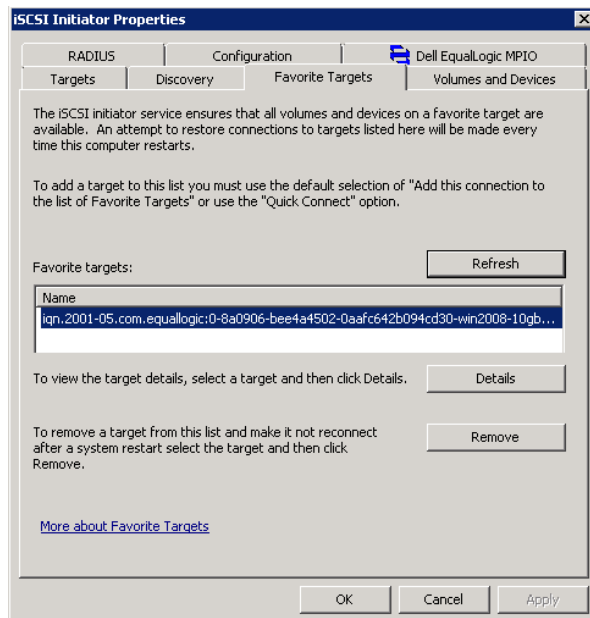 iSCSI Initiator Properties
RADIUS Configuration Dell EqualLogic MPIO
Targets Discovery Favorite Targets Volumes and Devices
The iSCSI initiator service ensures that all volumes and devices on a favorite target are
available. An attempt to restore connections to targets listed here will be made every
time this computer restarts.
To add a target to this list you must use the default selection of "Add this connection to
the list of Favorite Targets" or use the "Quick Connect" option.
Favorite targets: Refresh
Name
iqn.2001-05.com.equallogic:0-8a0906-bee4a4502-0aafc642b094cd30-win2008-10gb...
To view the target details, select a target and then click Details. Details
To remove a target from this list and make it not reconnect
after a system restart select the target and then click
Remove.
Remove
More about Favorite Targets
OK Cancel Apply